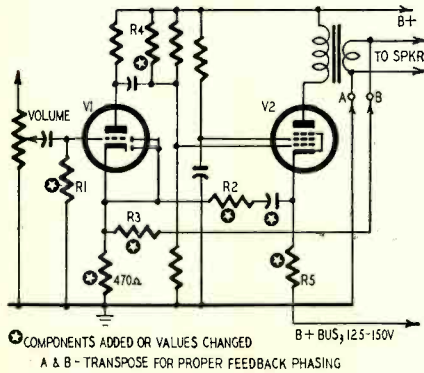 R4
B+
TO SPKR
VOLUME
V1
V2
A
B
R1
R2
R3
470Ω
R5
B+ BUS, 125-150V
✪COMPONENTS ADDED OR VALUES CHANGED
A & B - TRANSPOSE FOR PROPER FEEDBACK PHASING